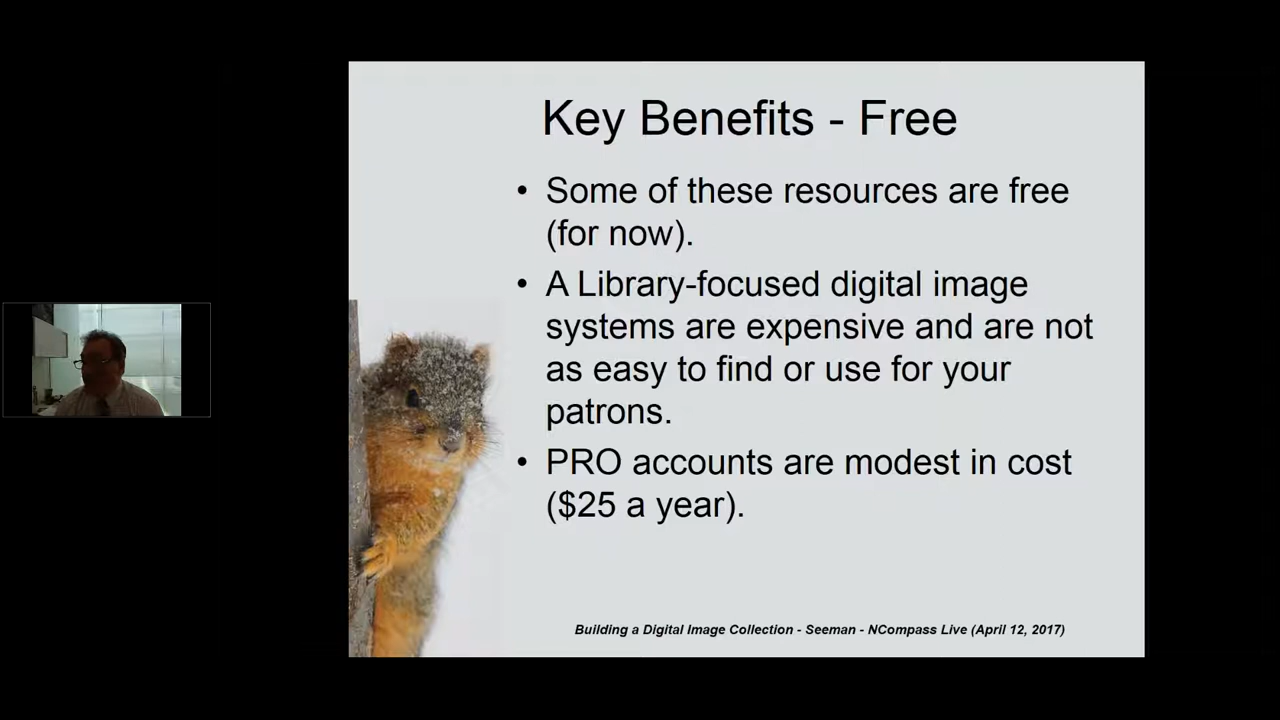 Key Benefits - Free
• Some of these resources are free
(for now).
• A Library-focused digital image
systems are expensive and are not
as easy to find or use for your
patrons.
• PRO accounts are modest in cost
($25 a year).
Building a Digital Image Collection - Seeman - NCompass Live (April 12, 2017)